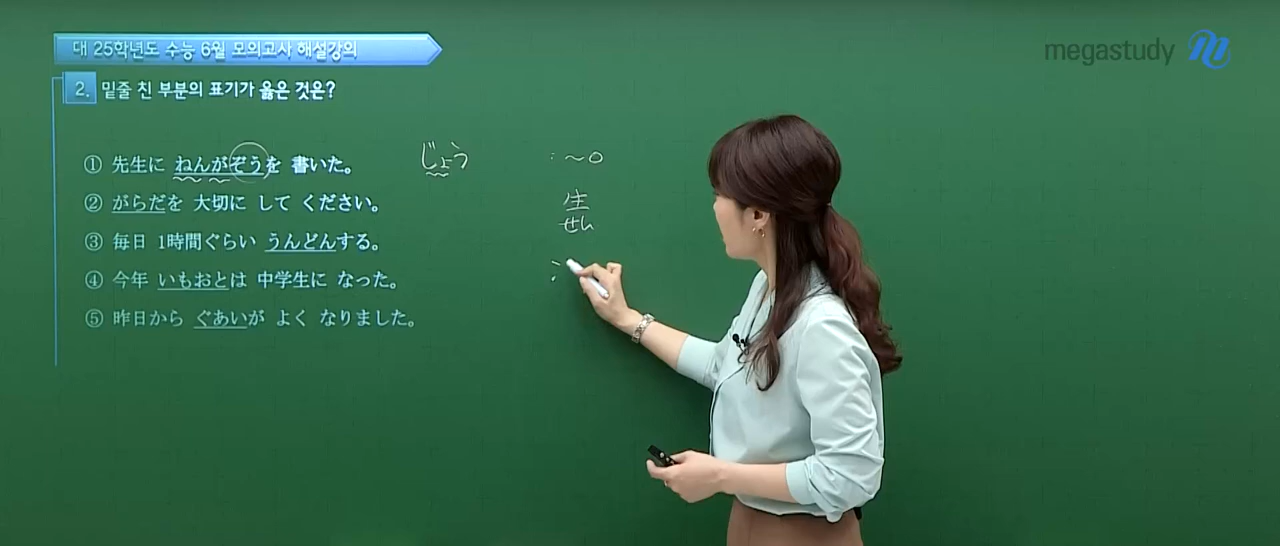 대 25학년도 수능 6월 모의고사 해설강의
megastudy
2. 밑줄 친 부분의 표기가 옳은 것은?
① 先生に ねんがぞうを 書いた。
じょう
:~〇
② がらだを 大切に して ください。
生
せん
③ 毎日 1時間ぐらい うんどんする。
④ 今年 いもおとは 中学生に なった。
⑤ 昨日から ぐあいが よく なりました。